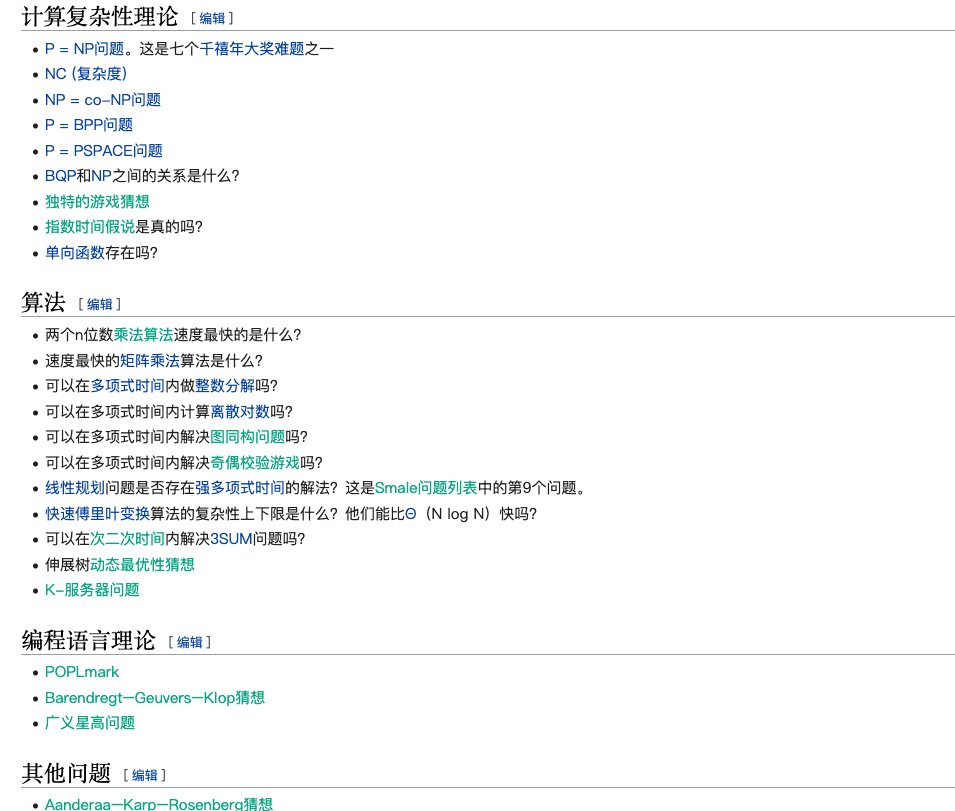 计算复杂性理论 [编辑]
P = NP问题。这是七个千禧年大奖难题之一
NC (复杂度)
NP = co-NP问题
P = BPP问题
P = PSPACE问题
BQP和NP之间的关系是什么?
独特的游戏猜想
指数时间假说是真的吗?
单向函数存在吗?
算法 [编辑]
两个n位数乘法算法速度最快的是什么?
速度最快的矩阵乘法算法是什么?
可以在多项式时间内做整数分解吗?
可以在多项式时间内计算离散对数吗?
可以在多项式时间内解决图同构问题吗?
可以在多项式时间内解决奇偶校验游戏吗?
线性规划问题是否存在强多项式时间的解法？这是Smale问题列表中的第9个问题。
快速傅里叶变换算法的复杂性上下限是什么？他们能比Θ（N log N）快吗?
可以在次二次时间内解决3SUM问题吗?
伸展树动态最优性猜想
K-服务器问题
编程语言理论 [编辑]
POPLmark
Barendregt–Geuvers–Klop猜想
广义星高问题
其他问题 [编辑]
Aanderaa–Karp–Rosenberg猜想